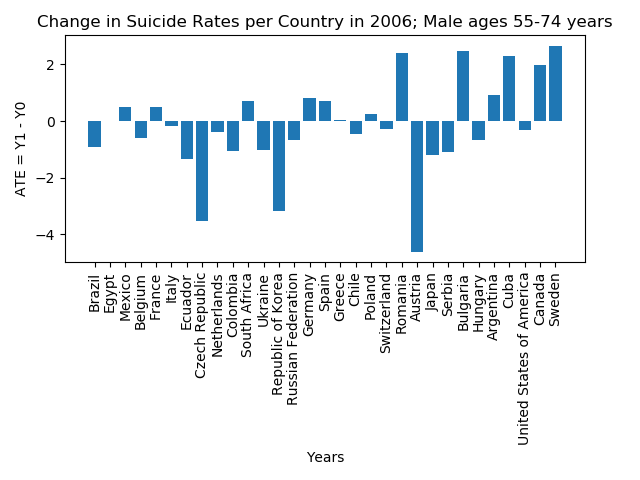 Change in Suicide Rates per Country in 2006; Male ages 55-74 years
ATE = Y1 - Y0
2
0
−2
−4
Brazil
Egypt
Mexico
Belgium
France
Italy
Ecuador
Czech Republic
Netherlands
Colombia
South Africa
Ukraine
Republic of Korea
Russian Federation
Germany
Spain
Greece
Chile
Poland
Switzerland
Romania
Austria
Japan
Serbia
Bulgaria
Hungary
Argentina
Cuba
United States of America
Canada
Sweden
Years